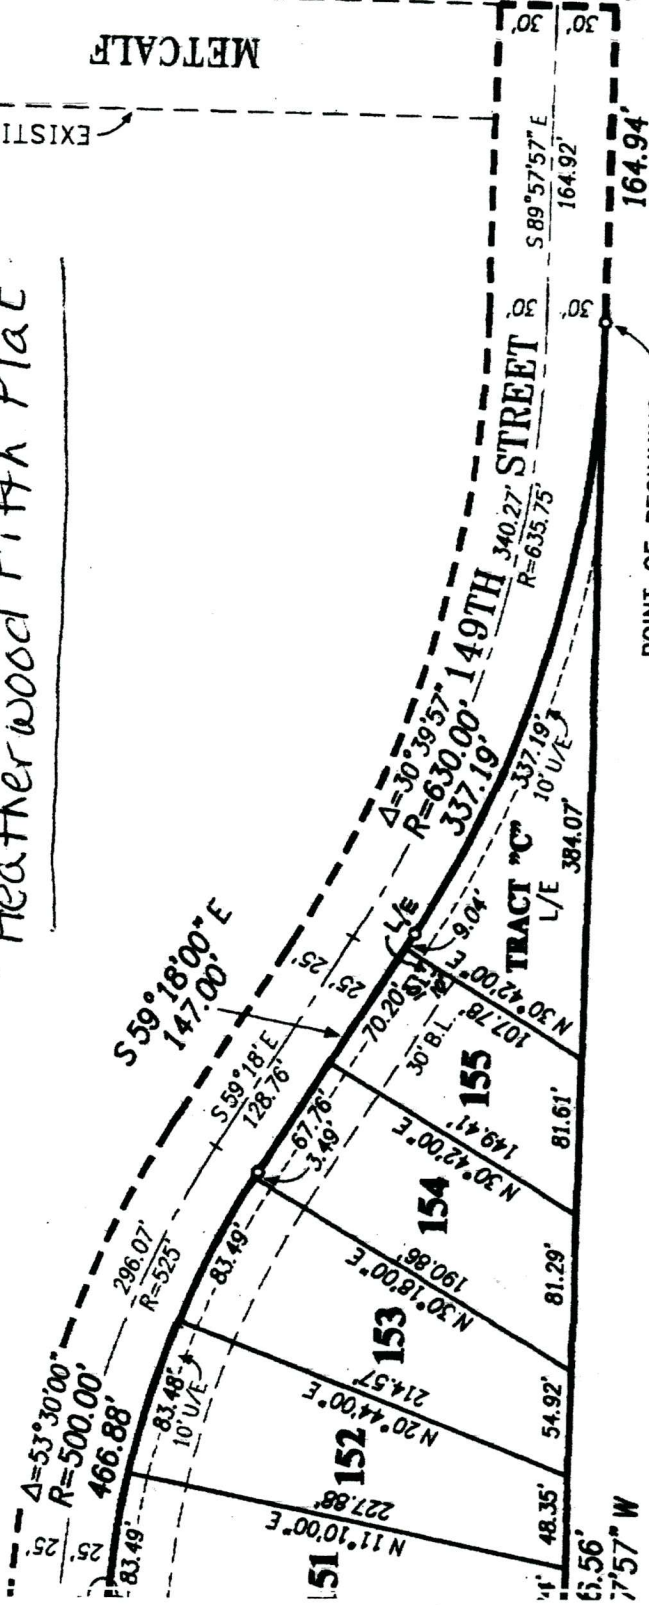 Heatherwood Fifth Plat
METCALF
30' 30'
S 89°57'57" E
164.92'
164.94'
30' 30'
149TH STREET
340.27'
R=635.75'
Δ=30°39'57"
R=630.00'
337.19'
337.19'
10' U/E
384.07'
TRACT "C"
L/E
L/E
9.04'
N 30°42'00" E
107.78'
S 59°18'00" E
147.00'
25' 25'
S 59°18' E
128.76'
70.20'
30' B.L.
155
81.61'
N 30°42'00" E
149.41'
67.76'
3.49'
154
81.29'
N 30°18'00" E
190.86'
83.49'
153
54.92'
296.07'
R=525'
N 20°44'00" E
214.57'
83.48'
10' U/E
152
48.35'
Δ=53°30'00"
R=500.00'
466.88'
N 11°10'00" E
227.88'
25' 25'
83.49'